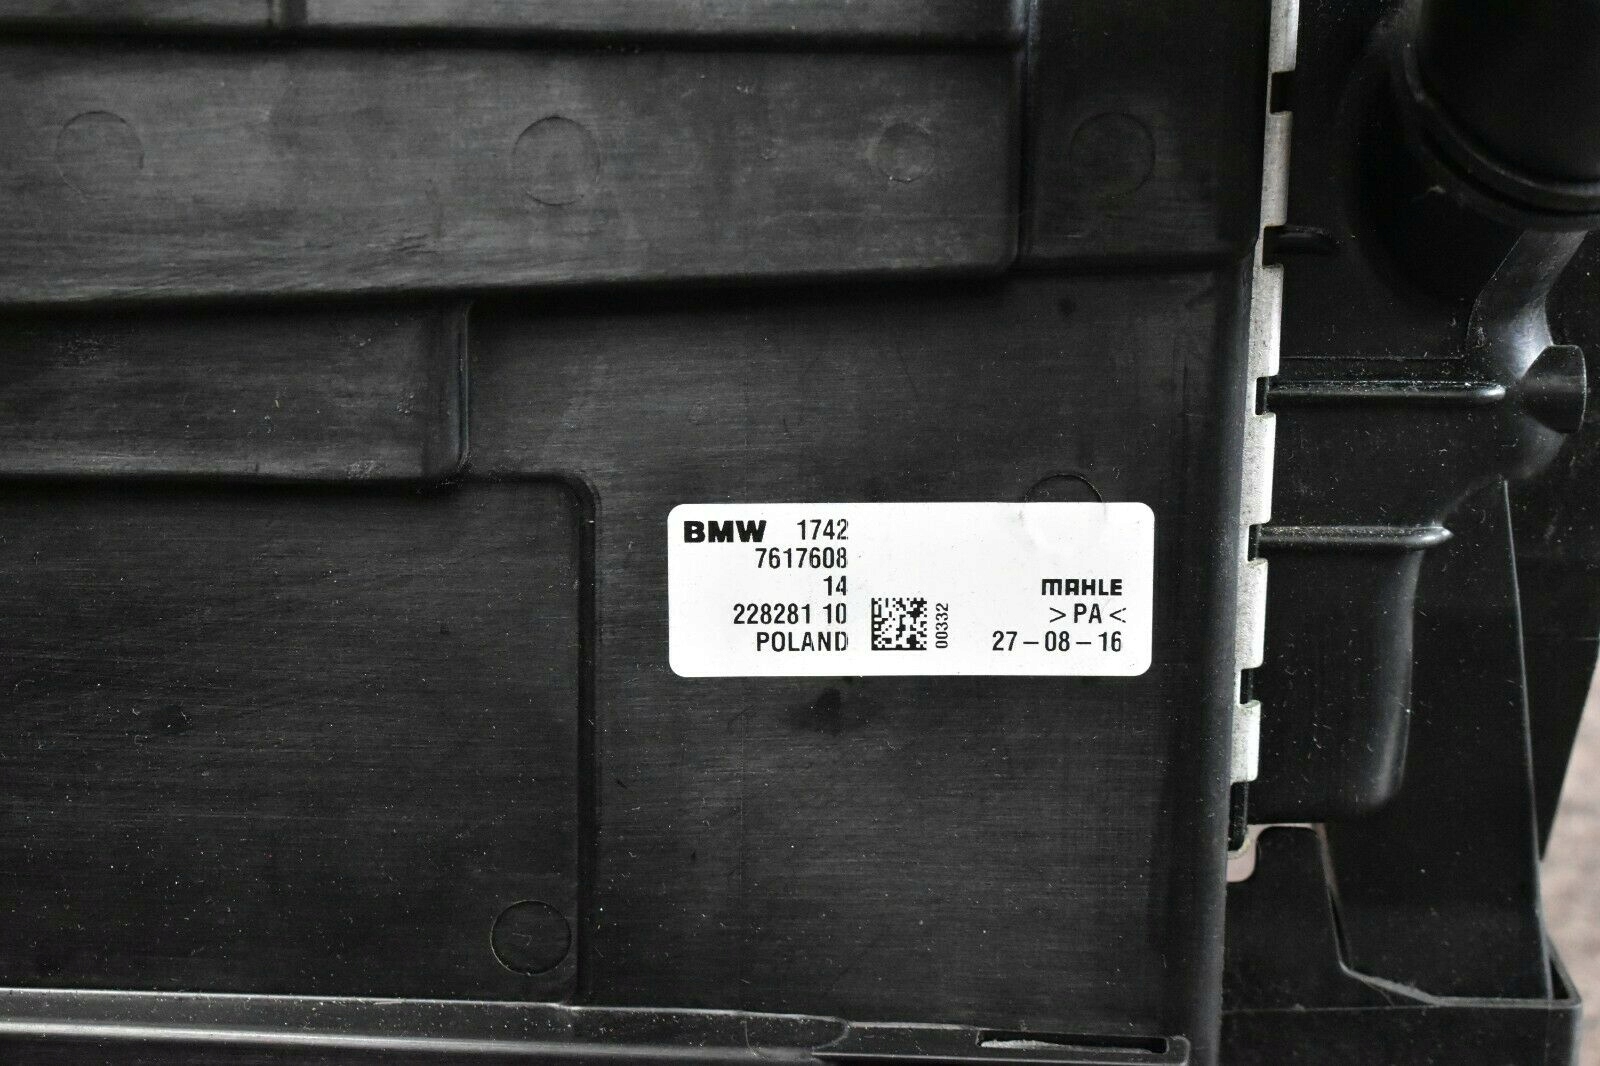 BMW 1742
7617608
14
MAHLE
228281 10
00332
>PA<
POLAND
27-08-16